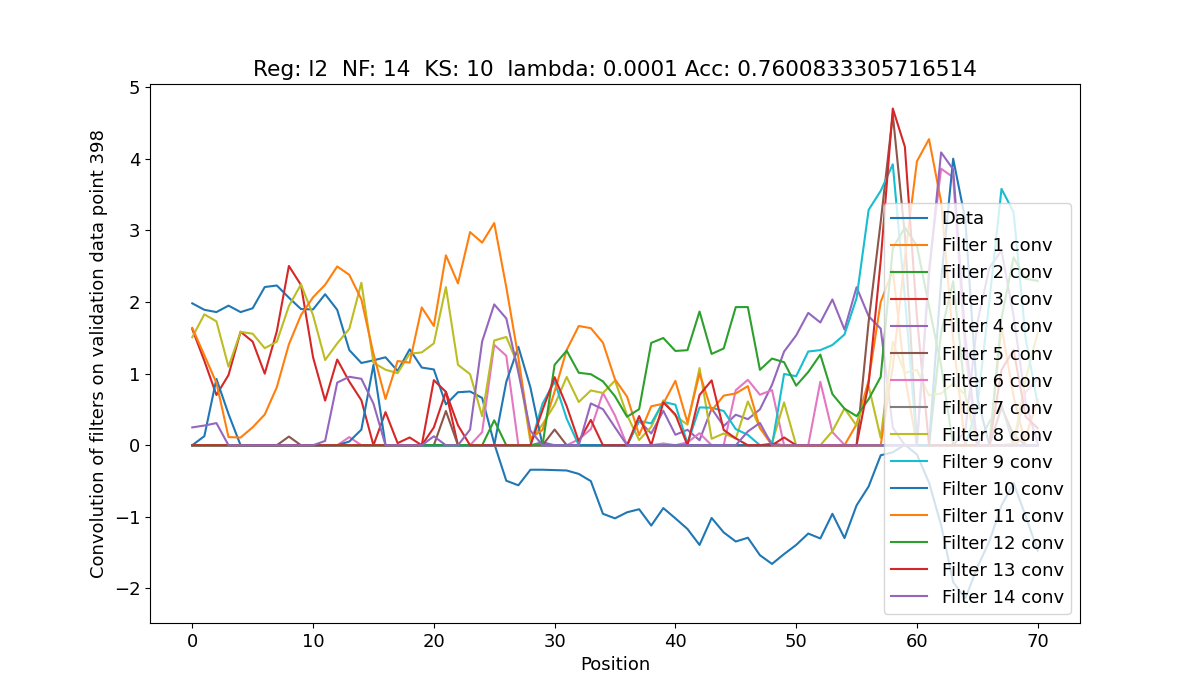 Reg: l2  NF: 14  KS: 10  lambda: 0.0001 Acc: 0.7600833305716514
Convolution of filters on validation data point 398
5
4
3
2
1
0
−1
−2
Data
Filter 1 conv
Filter 2 conv
Filter 3 conv
Filter 4 conv
Filter 5 conv
Filter 6 conv
Filter 7 conv
Filter 8 conv
Filter 9 conv
Filter 10 conv
Filter 11 conv
Filter 12 conv
Filter 13 conv
Filter 14 conv
0 10 20 30 40 50 60 70
Position